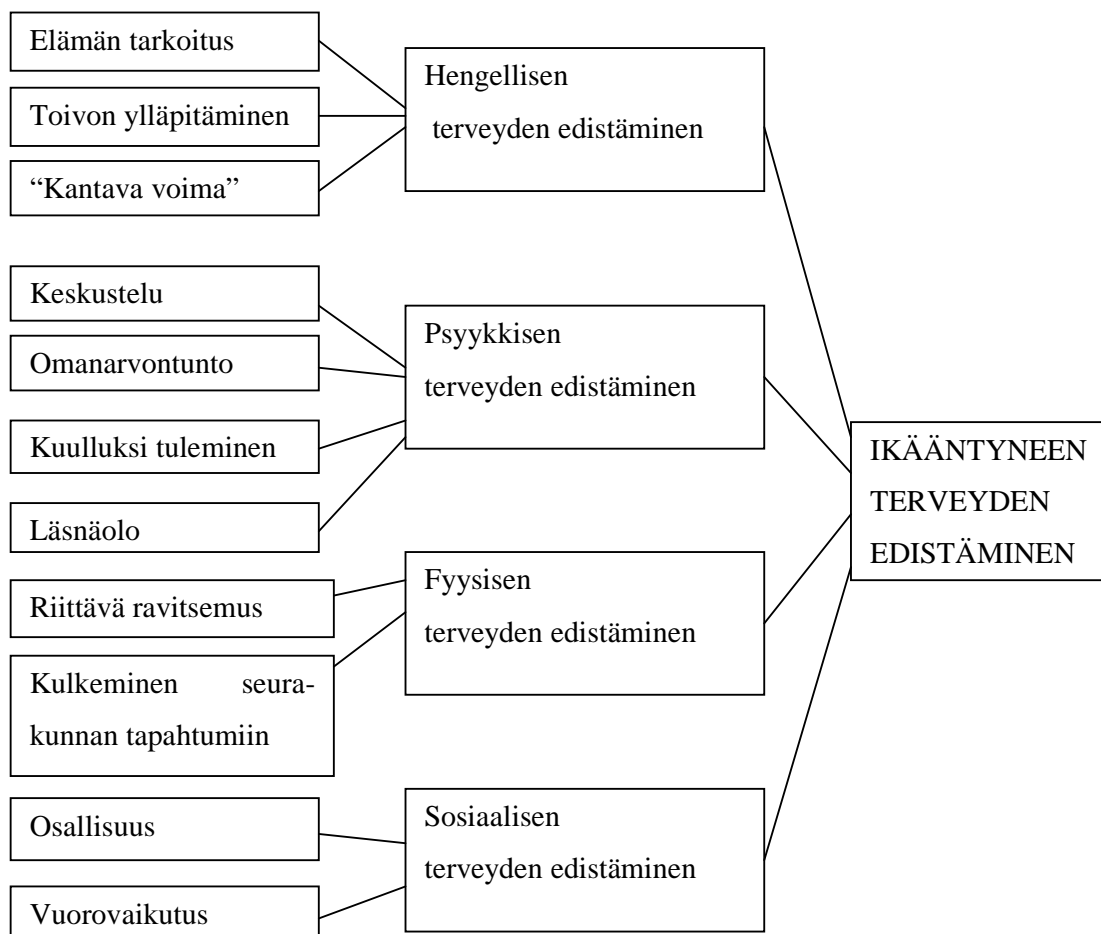 Elämän tarkoitus
Toivon ylläpitäminen
“Kantava voima”
Hengellisen
terveyden edistäminen
Keskustelu
Omanarvontunto
Kuulluksi tuleminen
Läsnäolo
Psyykkisen
terveyden edistäminen
Riittävä ravitsemus
Kulkeminen seura-
kunnan tapahtumiin
Fyysisen
terveyden edistäminen
Osallisuus
Vuorovaikutus
Sosiaalisen
terveyden edistäminen
IKÄÄNTYNEEN
TERVEYDEN
EDISTÄMINEN